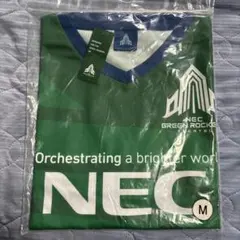 NEC
GREEN ROCKETS
Orchestrating a brighter wor
NEC
M